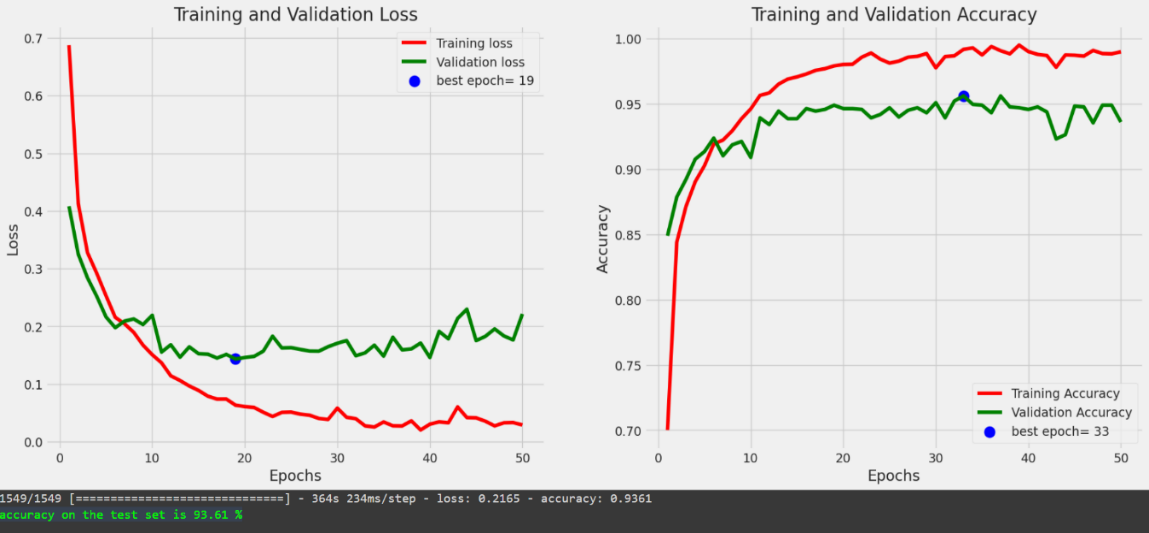 Training and Validation Loss
0.7
0.6
0.5
0.4
0.3
0.2
0.1
0.0
Loss
0 10 20 30 40 50
Epochs
Training loss
Validation loss
best epoch= 19
Training and Validation Accuracy
1.00
0.95
0.90
0.85
0.80
0.75
0.70
Accuracy
0 10 20 30 40 50
Epochs
Training Accuracy
Validation Accuracy
best epoch= 33
1549/1549 [==============================] - 364s 234ms/step - loss: 0.2165 - accuracy: 0.9361
accuracy on the test set is 93.61 %